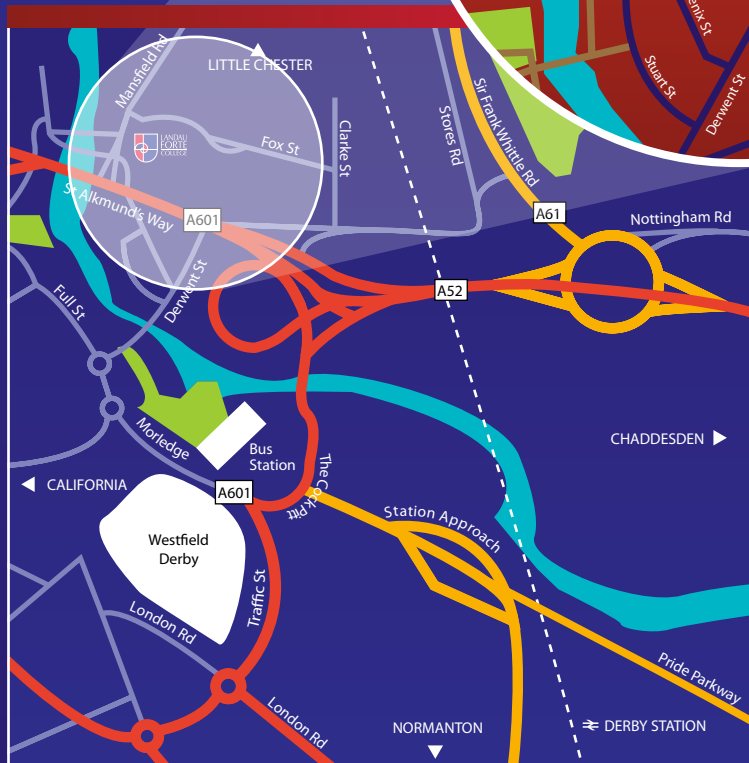 enix St
Stuart St
Derwent St
Mansfield Rd
LITTLE CHESTER
LANDAU
FORTE
COLLEGE
Fox St
Clarke St
Stores Rd
Sir Frank Whittle Rd
St Alkmund's Way
A601
A61
Nottingham Rd
Derwent St
A52
Full St
Morledge
Bus
Station
CHADDESDEN
CALIFORNIA
A601
The Cock Pitt
Station Approach
Westfield
Derby
Traffic St
London Rd
Pride Parkway
London Rd
NORMANTON
DERBY STATION